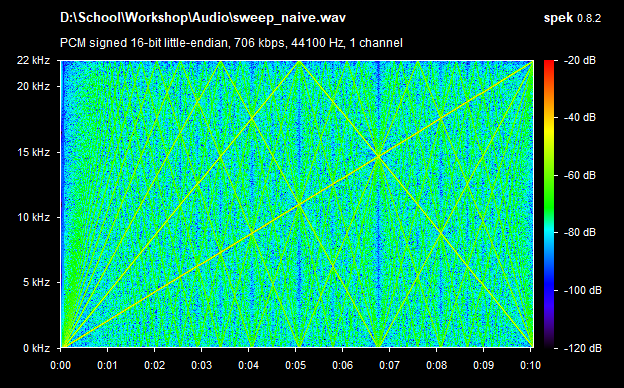 D:\School\Workshop\Audio\sweep_naive.wav
spek 0.8.2
PCM signed 16-bit little-endian, 706 kbps, 44100 Hz, 1 channel
22 kHz
20 kHz
15 kHz
10 kHz
5 kHz
0 kHz
0:00 0:01 0:02 0:03 0:04 0:05 0:06 0:07 0:08 0:09 0:10
-20 dB
-40 dB
-60 dB
-80 dB
-100 dB
-120 dB